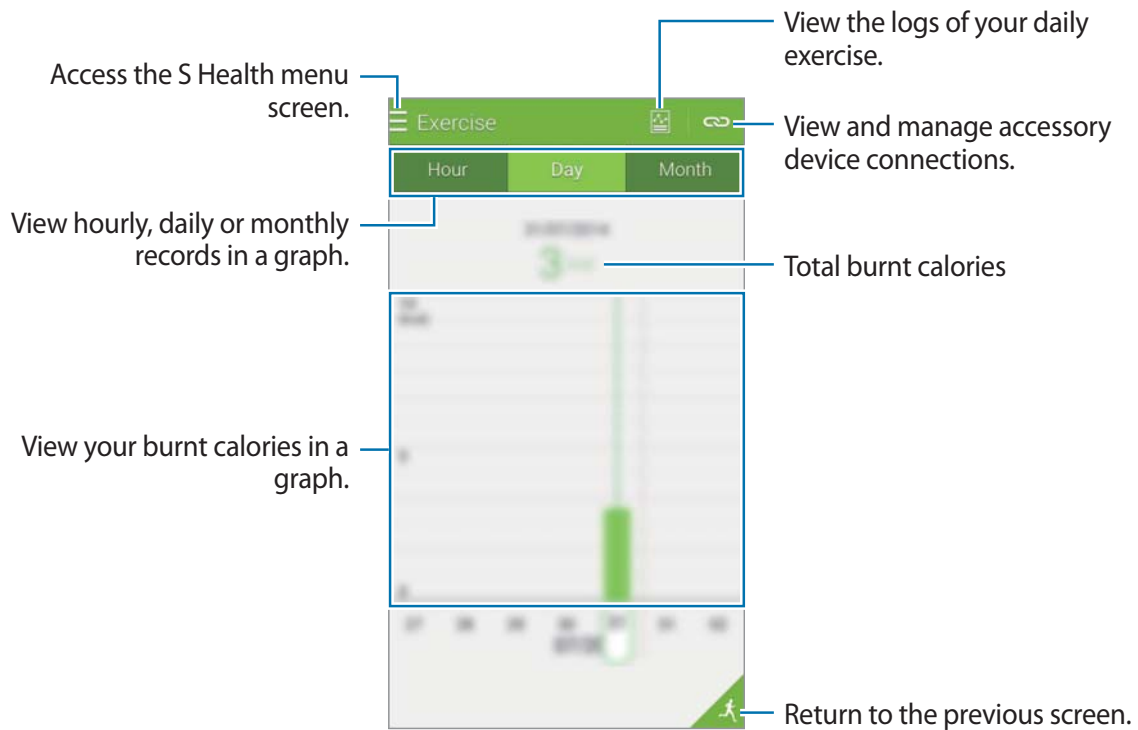 View the logs of your daily
exercise.
Access the S Health menu
screen.
Exercise
View and manage accessory
device connections.
Hour Day Month
View hourly, daily or monthly
records in a graph.
3
Total burnt calories
View your burnt calories in a
graph.
Return to the previous screen.